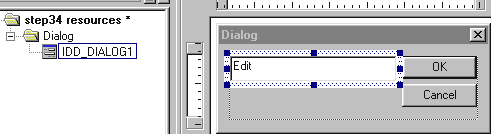 step34 resources *
Dialog
IDD_DIALOG1
Dialog
Edit
OK
Cancel